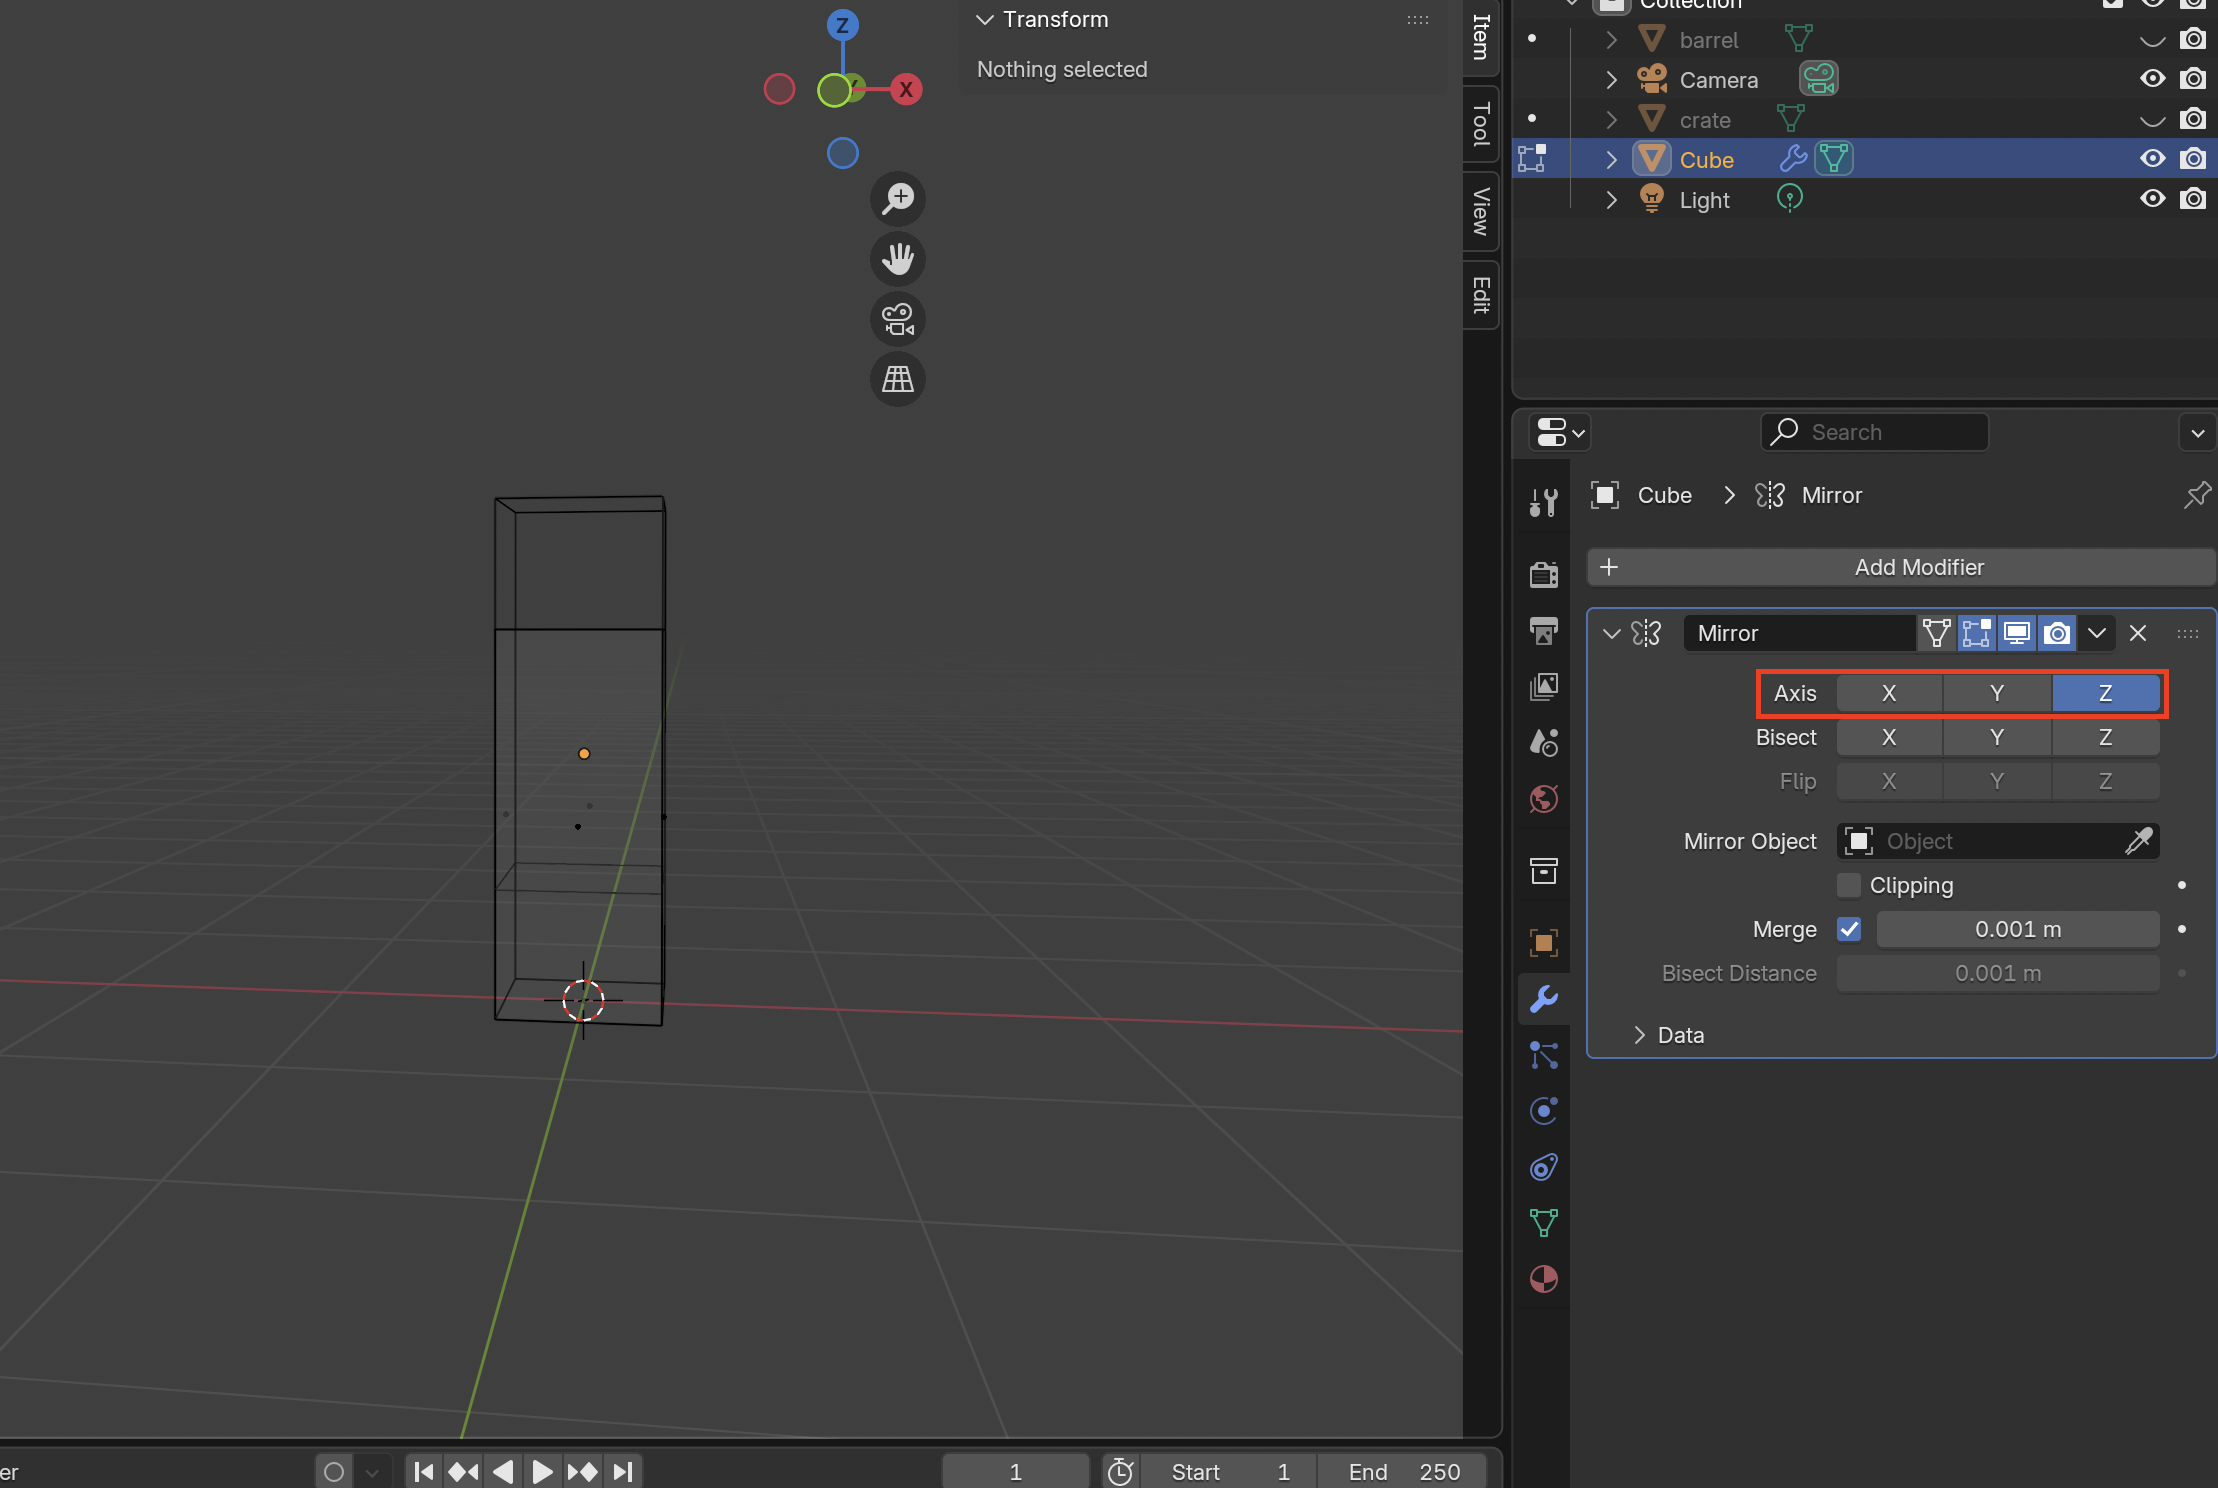 Z
Y
X
Transform
Nothing selected
Item
Tool
View
Edit
Collection
barrel
Camera
crate
Cube
Light
Search
Cube
Mirror
Add Modifier
Mirror
Axis X Y Z
Bisect X Y Z
Flip X Y Z
Mirror Object Object
Clipping
Merge 0.001 m
Bisect Distance 0.001 m
Data
er
1
Start 1
End 250